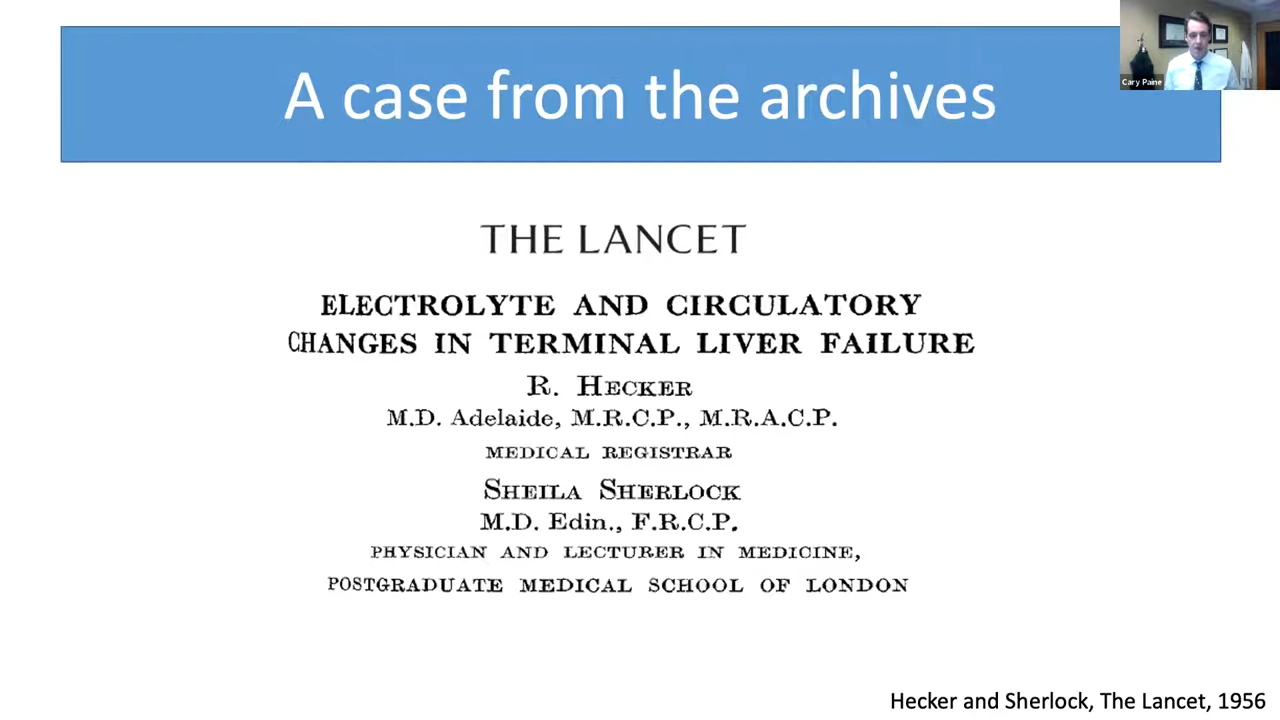 A case from the archives
Cary Paine
THE LANCET
ELECTROLYTE AND CIRCULATORY
CHANGES IN TERMINAL LIVER FAILURE
R. HECKER
M.D. Adelaide, M.R.C.P., M.R.A.C.P.
MEDICAL REGISTRAR
SHEILA SHERLOCK
M.D. Edin., F.R.C.P.
PHYSICIAN AND LECTURER IN MEDICINE,
POSTGRADUATE MEDICAL SCHOOL OF LONDON
Hecker and Sherlock, The Lancet, 1956